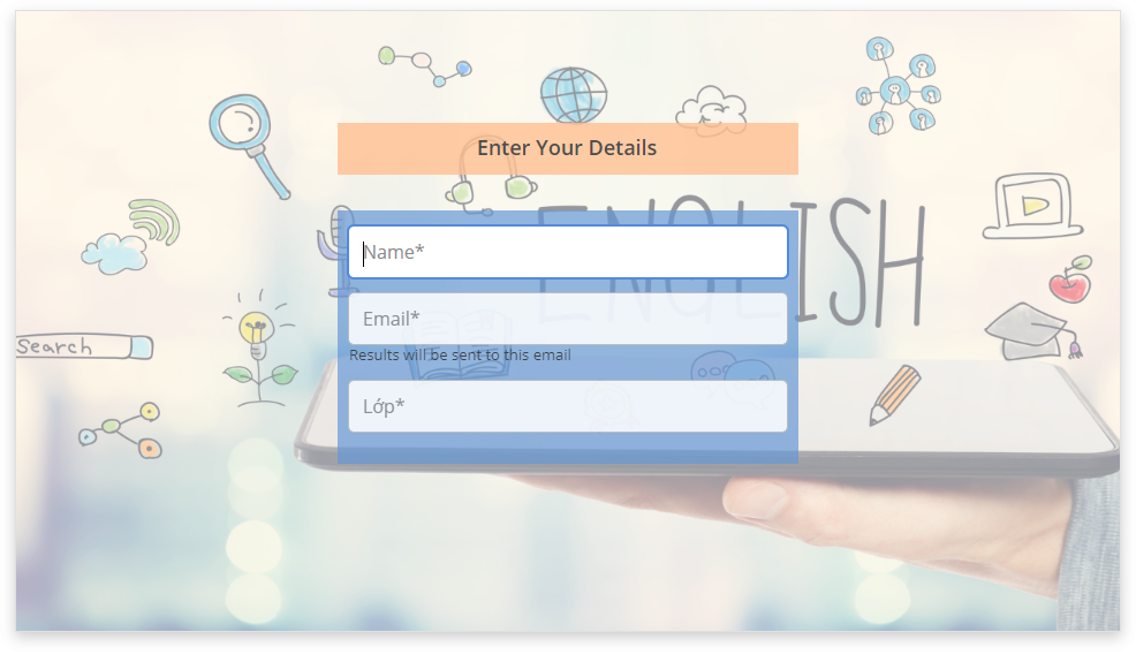 Enter Your Details
ENGLISH
Name*
Email*
Results will be sent to this email
Search
Lớp*